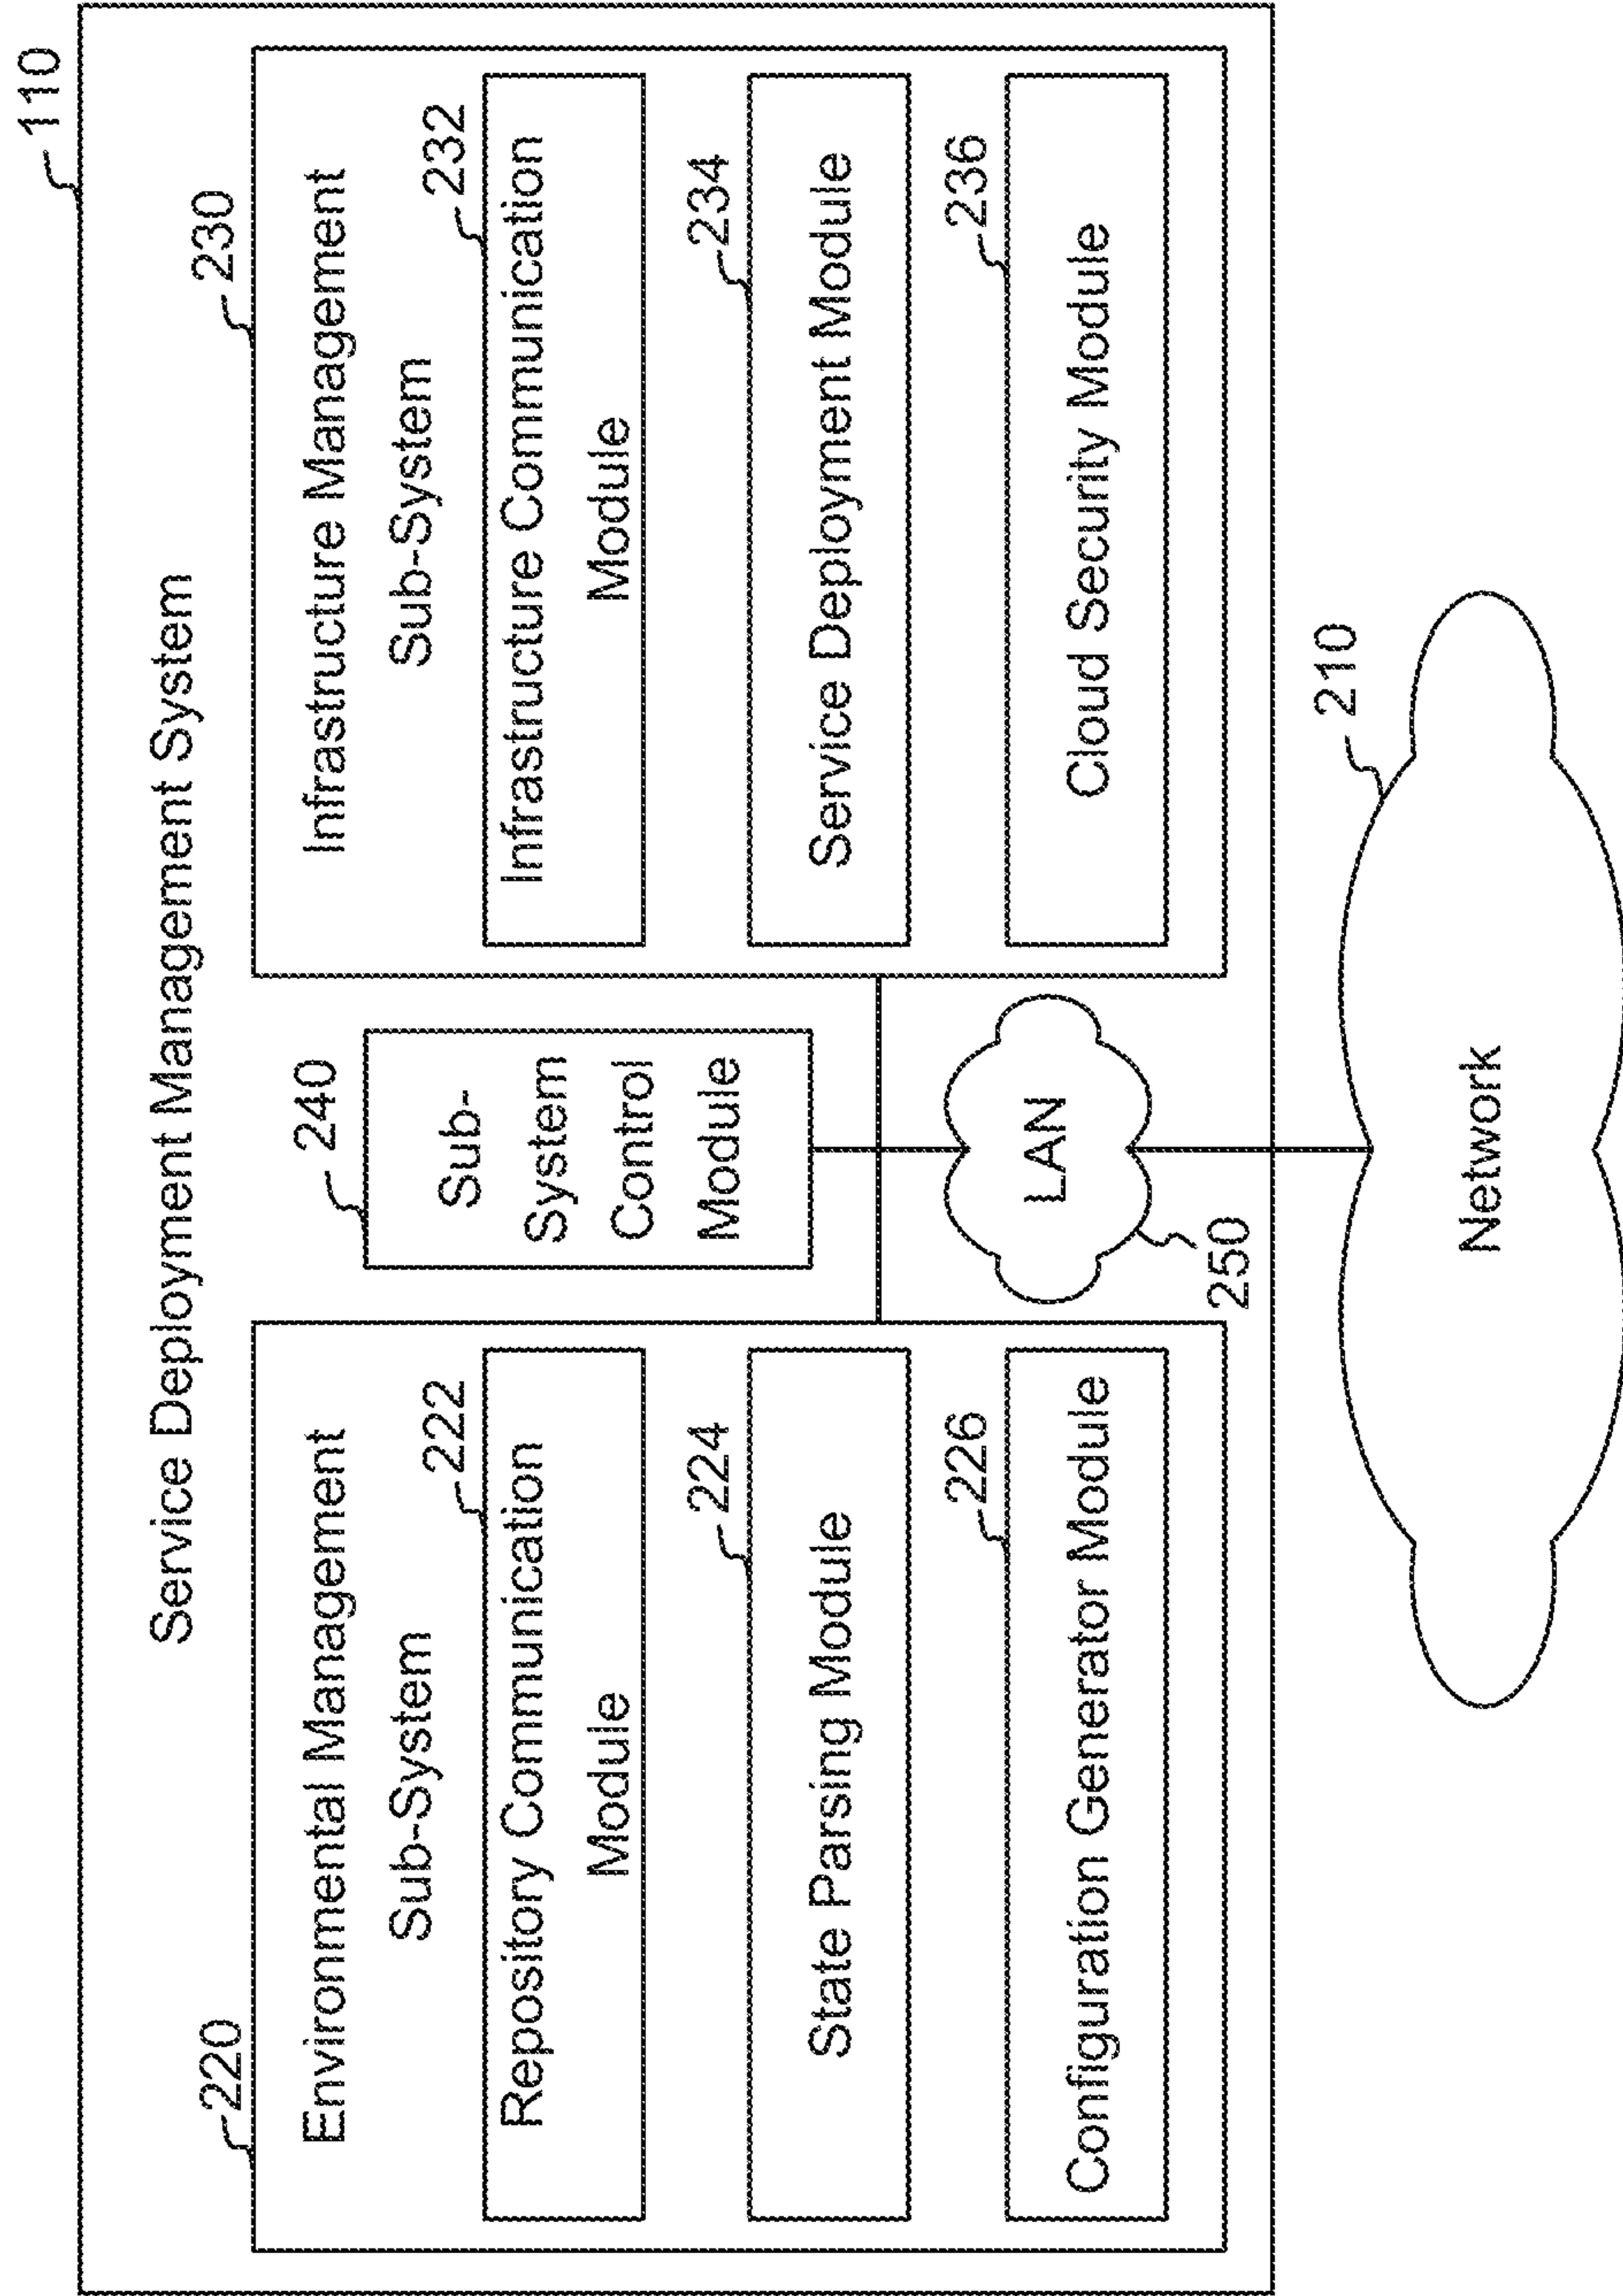 110
Service Deployment Management System
220
Environmental Management
Sub-System
222
Repository Communication
Module
224
State Parsing Module
226
Configuration Generator Module
240
Sub-
System
Control
Module
LAN
250
230
Infrastructure Management
Sub-System
232
Infrastructure Communication
Module
234
Service Deployment Module
236
Cloud Security Module
210
Network